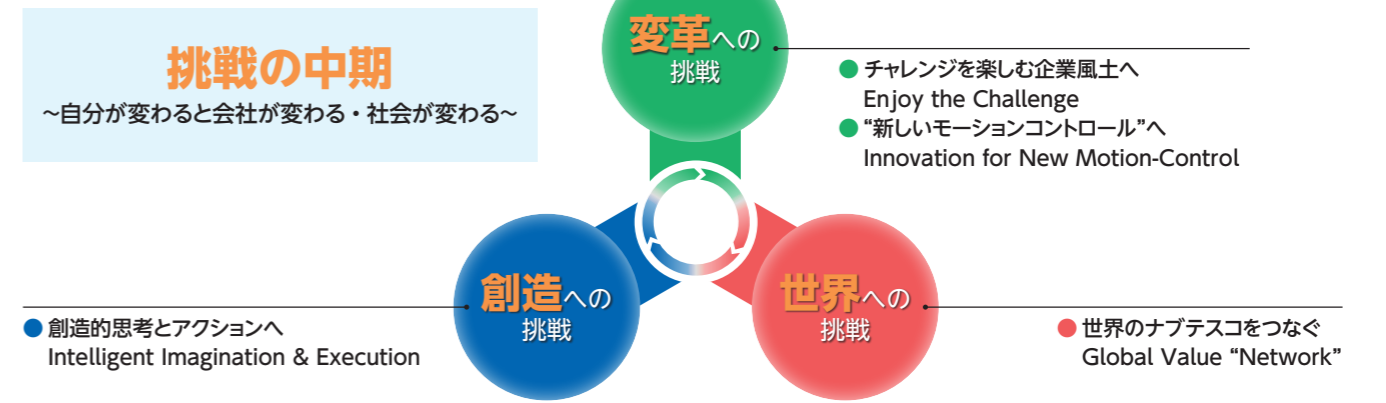 挑戦の中期
~自分が変わると会社が変わる・社会が変わる~
変革への
挑戦
● チャレンジを楽しむ企業風土へ
Enjoy the Challenge
● “新しいモーションコントロール”へ
Innovation for New Motion-Control
創造への
挑戦
● 創造的思考とアクションへ
Intelligent Imagination & Execution
世界への
挑戦
● 世界のナブテスコをつなぐ
Global Value “Network”